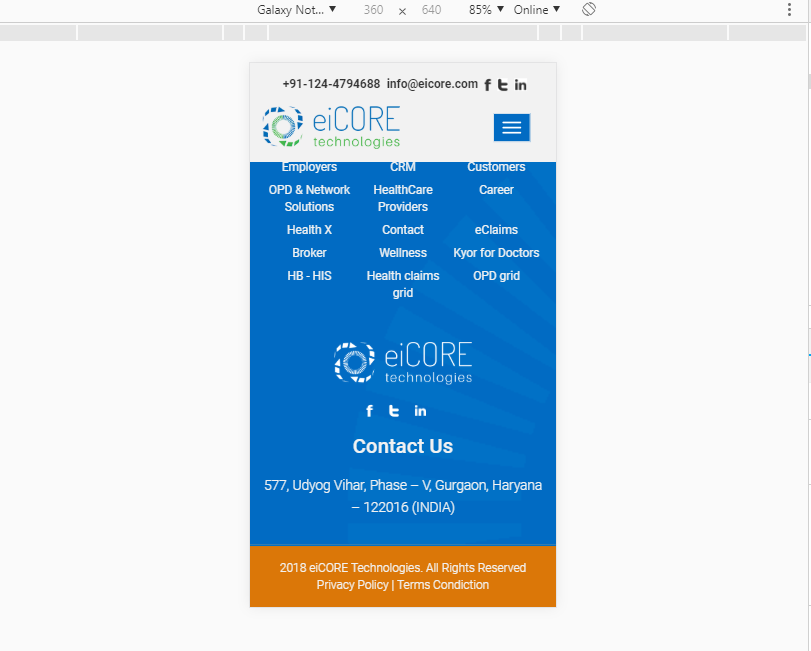 Galaxy Not... ▼ 360 × 640 85% ▼ Online ▼
+91-124-4794688 info@eicore.com f t in
eiCORE
technologies
Employers CRM Customers
OPD & Network HealthCare Career
Solutions Providers
Health X Contact eClaims
Broker Wellness Kyor for Doctors
HB - HIS Health claims OPD grid
grid
eiCORE
technologies
f t in
Contact Us
577, Udyog Vihar, Phase – V, Gurgaon, Haryana
– 122016 (INDIA)
2018 eiCORE Technologies. All Rights Reserved
Privacy Policy | Terms Condiction